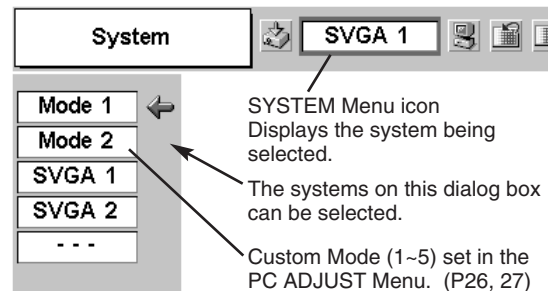 System
SVGA 1
Mode 1
Mode 2
SVGA 1
SVGA 2
- - -
SYSTEM Menu icon
Displays the system being
selected.
The systems on this dialog box
can be selected.
Custom Mode (1~5) set in the
PC ADJUST Menu. (P26, 27)